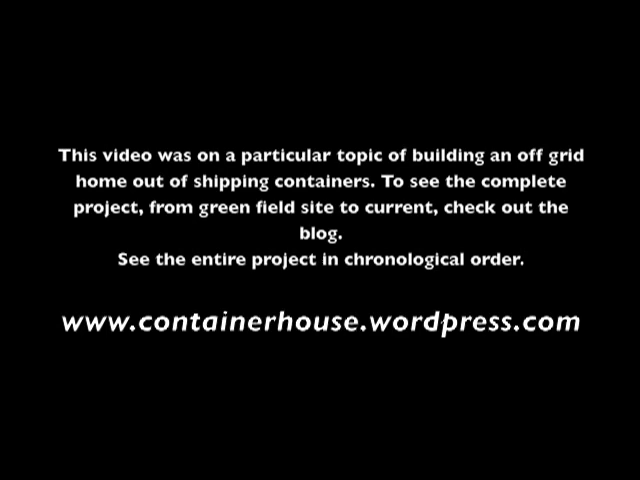 This video was on a particular topic of building an off grid
home out of shipping containers. To see the complete
project, from green field site to current, check out the
blog.
See the entire project in chronological order.
www.containerhouse.wordpress.com